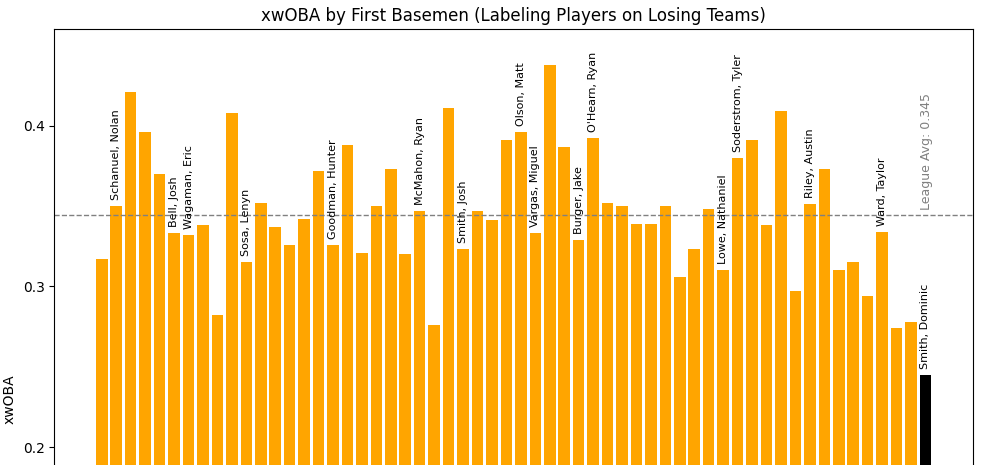 xwOBA by First Basemen (Labeling Players on Losing Teams)
xwOBA
0.4
0.3
0.2
Schanuel, Nolan
Bell, Josh
Wagaman, Eric
Sosa, Lenyn
Goodman, Hunter
McMahon, Ryan
Smith, Josh
Olson, Matt
Vargas, Miguel
Burger, Jake
O'Hearn, Ryan
Lowe, Nathaniel
Soderstrom, Tyler
Riley, Austin
Ward, Taylor
Smith, Dominic
League Avg: 0.345